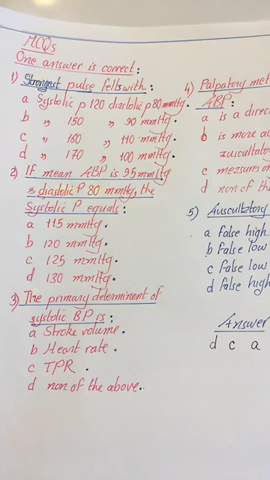 MCQs
One answer is correct:
1) Strongest pulse felts with:
a Systolic p 120 diastolic p 80 mmHg.
b " 150 " 90 mmHg.
c " 160 " 110 mmHg.
d " 170 " 100 mmHg.
2) IF mean ABP is 95 mmHg
& diastolic P 80 mmHg, the
Systolic P equals:
a 115 mmHg.
b 120 mmHg.
c 125 mmHg.
d 130 mmHg.
3) The primary determinent of
systolic BP is:
a Stroke volume.
b Heart rate.
c TPR.
d non of the above.
4) Palpatory met
ABP:
a is a direc
b is more ac
auscultato
c measures
d non of the
5) Auscultatory
a False high
b False low
c False low
d false high
Answer
d c a